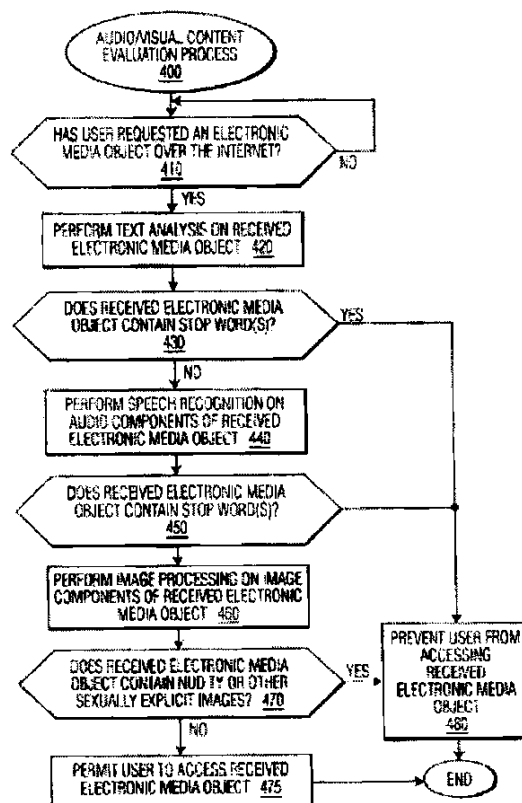 AUDIO/VISUAL CONTENT
EVALUATION PROCESS
400
HAS USER REQUESTED AN ELECTRONIC
MEDIA OBJECT OVER THE INTERNET?
410
NO
YES
PERFORM TEXT ANALYSIS ON RECEIVED
ELECTRONIC MEDIA OBJECT 420
DOES RECEIVED ELECTRONIC MEDIA
OBJECT CONTAIN STOP WORD(S)?
430
YES
NO
PERFORM SPEECH RECOGNITION ON
AUDIO COMPONENTS OF RECEIVED
ELECTRONIC MEDIA OBJECT 440
DOES RECEIVED ELECTRONIC MEDIA
OBJECT CONTAIN STOP WORD(S)?
450
PERFORM IMAGE PROCESSING ON IMAGE
COMPONENTS OF RECEIVED ELECTRONIC
MEDIA OBJECT 460
DOES RECEIVED ELECTRONIC MEDIA
OBJECT CONTAIN NUDITY OR OTHER
SEXUALLY EXPLICIT IMAGES? 470
YES
NO
PREVENT USER FROM
ACCESSING
RECEIVED
ELECTRONIC MEDIA
OBJECT
480
PERMIT USER TO ACCESS RECEIVED
ELECTRONIC MEDIA OBJECT 475
END